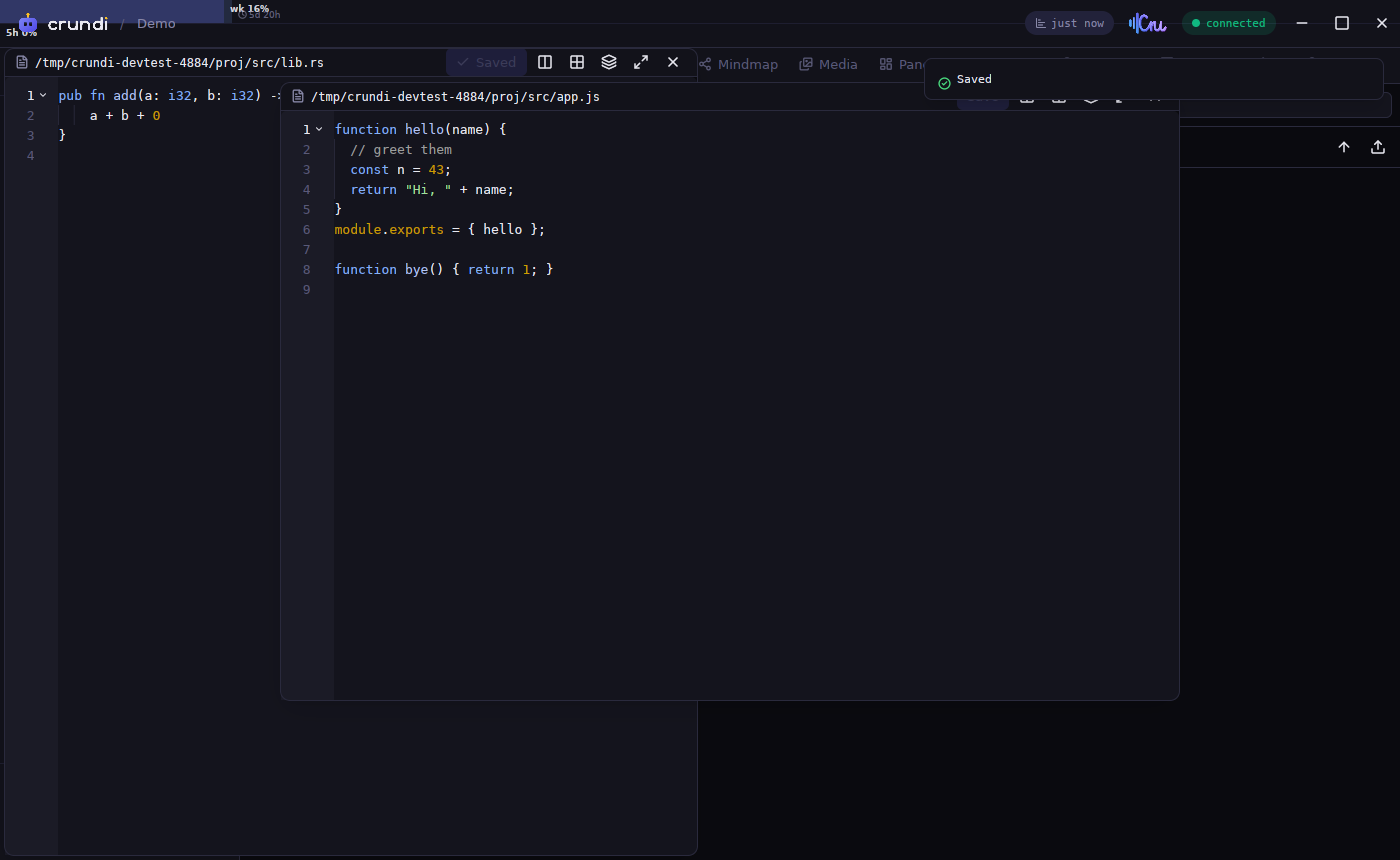 wk 16%
5d 20h
5h 0%
crundi / Demo
just now
Cru
connected
/tmp/crundi-devtest-4884/proj/src/lib.rs
Saved
Mindmap
Media
Saved
1 pub fn add(a: i32, b: i32)
2 a + b + 0
3 }
4
/tmp/crundi-devtest-4884/proj/src/app.js
1 function hello(name) {
2 // greet them
3 const n = 43;
4 return "Hi, " + name;
5 }
6 module.exports = { hello };
7
8 function bye() { return 1; }
9